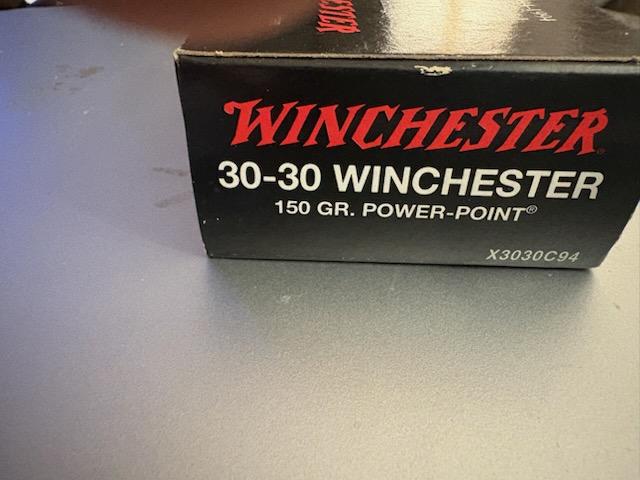 WINCHESTER
30-30 WINCHESTER
150 GR. POWER-POINT®
X3030C94